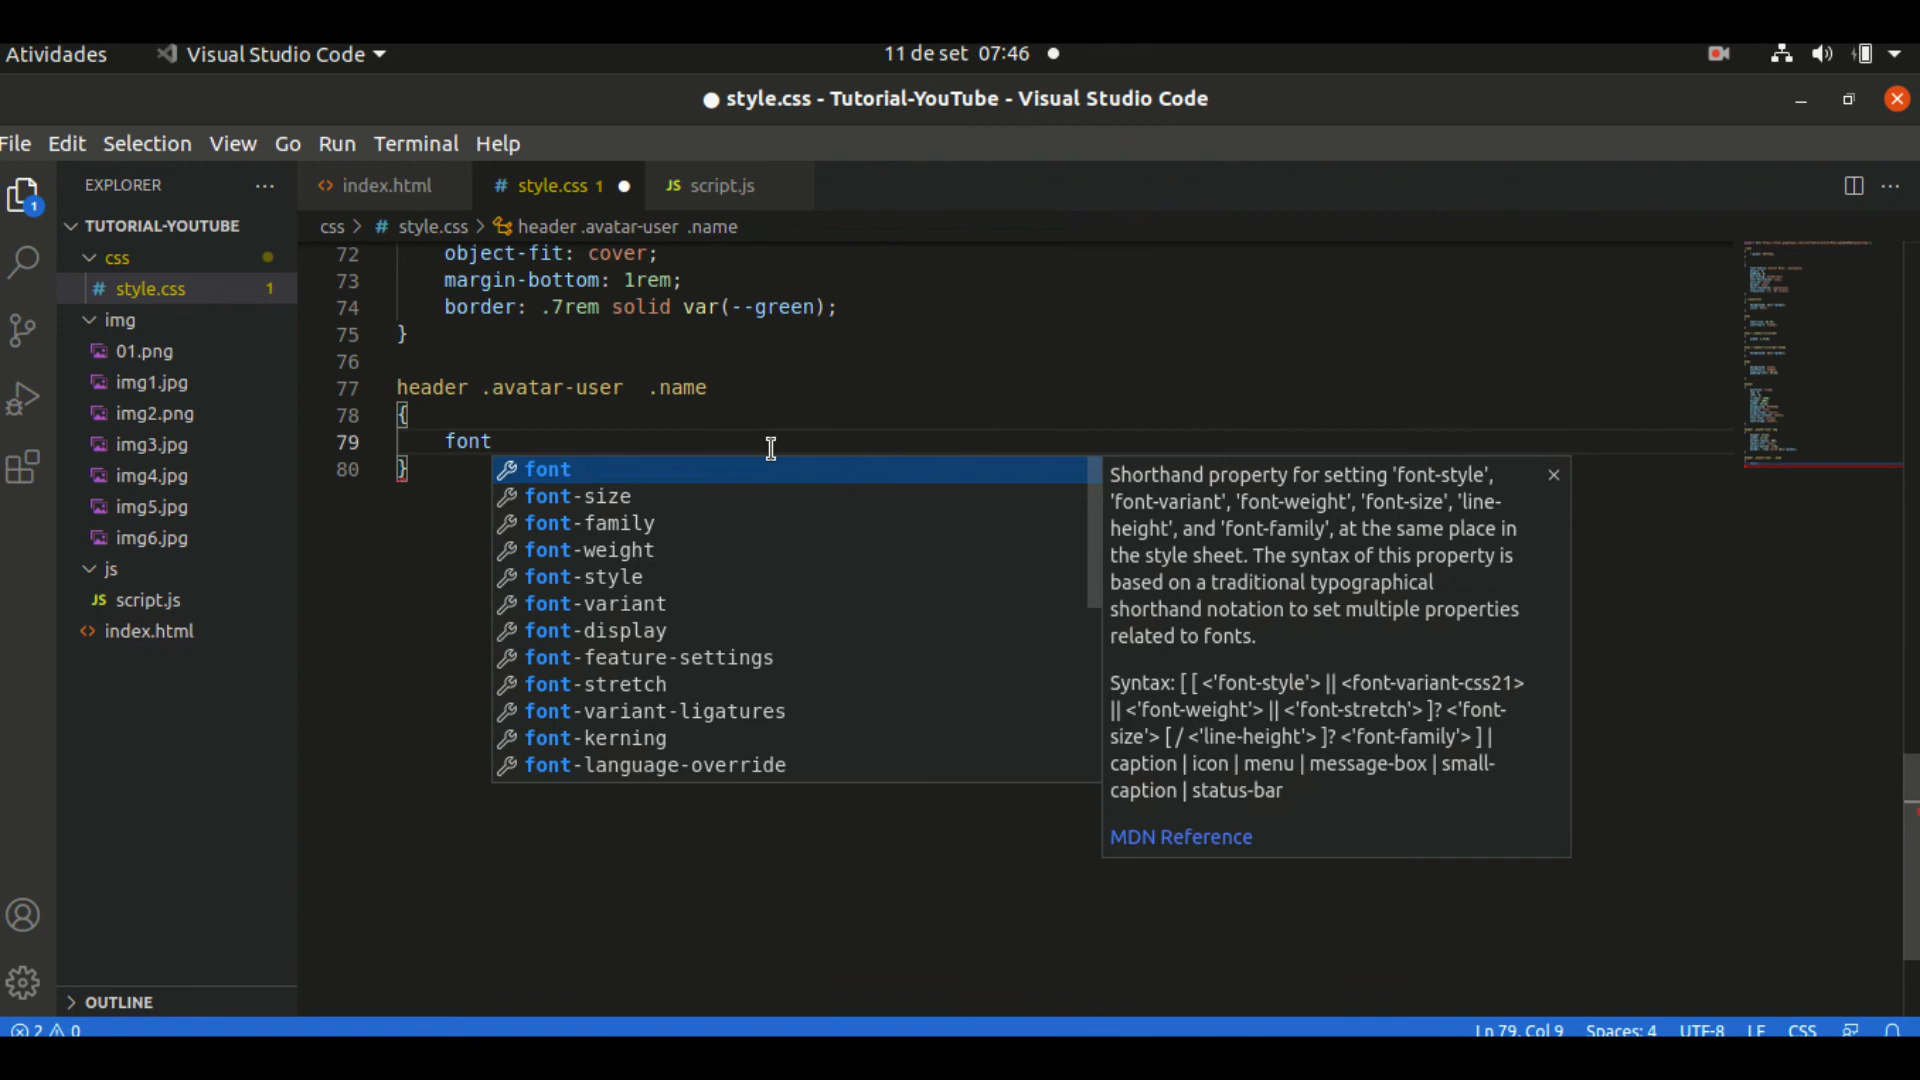 Atividades
Visual Studio Code
11 de set 07:46
style.css - Tutorial-YouTube - Visual Studio Code
File Edit Selection View Go Run Terminal Help
EXPLORER
index.html
# style.css 1
JS script.js
TUTORIAL-YOUTUBE
css > # style.css > header .avatar-user .name
css
# style.css 1
img
01.png
img1.jpg
img2.png
img3.jpg
img4.jpg
img5.jpg
img6.jpg
js
JS script.js
index.html
OUTLINE
1
72 object-fit: cover;
73 margin-bottom: 1rem;
74 border: .7rem solid var(--green);
75 }
76
77 header .avatar-user .name
78 {
79 font
80 }
font
font-size
font-family
font-weight
font-style
font-variant
font-display
font-feature-settings
font-stretch
font-variant-ligatures
font-kerning
font-language-override
Shorthand property for setting 'font-style',
'font-variant', 'font-weight', 'font-size', 'line-
height', and 'font-family', at the same place in
the style sheet. The syntax of this property is
based on a traditional typographical
shorthand notation to set multiple properties
related to fonts.
Syntax: [ [ <'font-style'> || <font-variant-css21>
|| <'font-weight'> || <'font-stretch'> ]? <'font-
size'> [ / <'line-height'> ]? <'font-family'> ] |
caption | icon | menu | message-box | small-
caption | status-bar
MDN Reference
2 0
Ln 79, Col 9 Spaces: 4 UTF-8 LF CSS